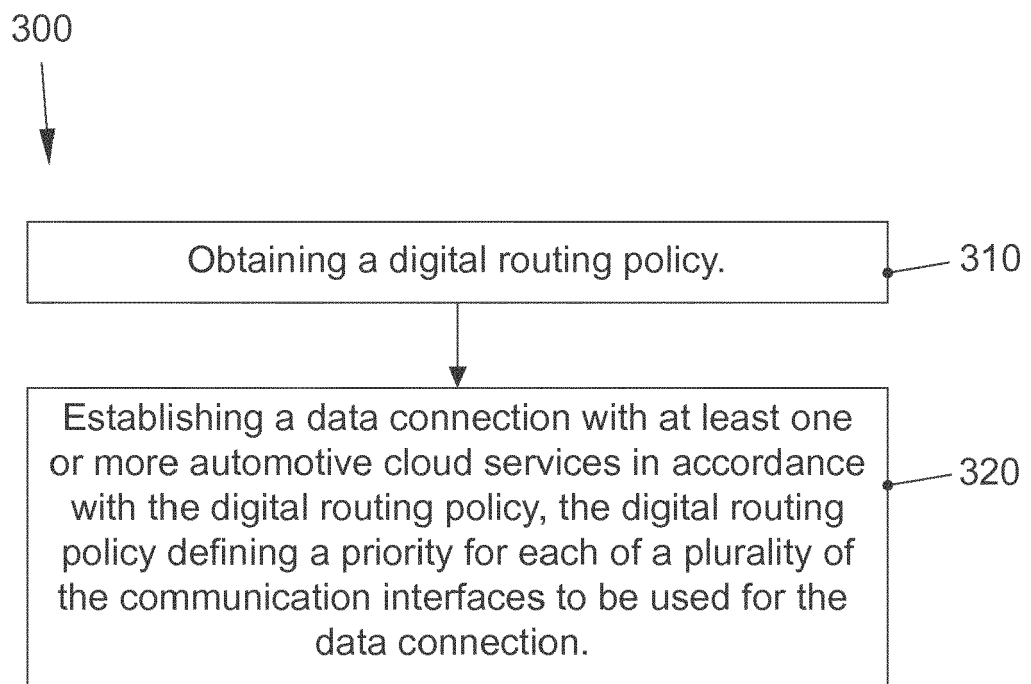 300
Obtaining a digital routing policy.
310
Establishing a data connection with at least one
or more automotive cloud services in accordance
with the digital routing policy, the digital routing
policy defining a priority for each of a plurality of
the communication interfaces to be used for the
data connection.
320